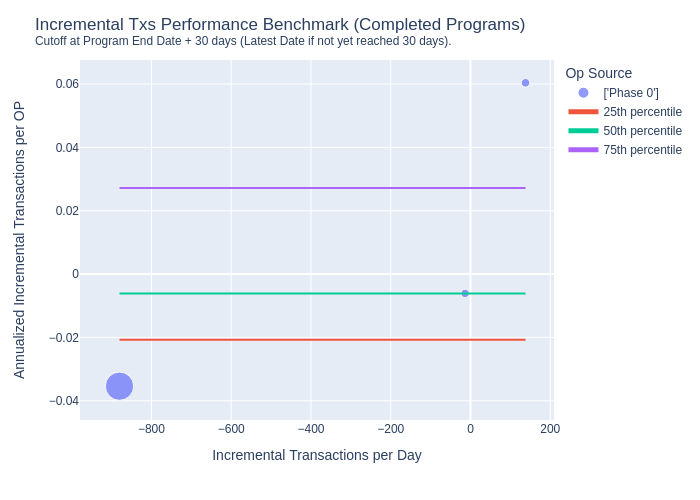 Incremental Txs Performance Benchmark (Completed Programs)
Cutoff at Program End Date + 30 days (Latest Date if not yet reached 30 days).
Op Source
['Phase 0']
25th percentile
50th percentile
75th percentile
Annualized Incremental Transactions per OP
0.06
0.04
0.02
0
−0.02
−0.04
−800
−600
−400
−200
0
200
Incremental Transactions per Day